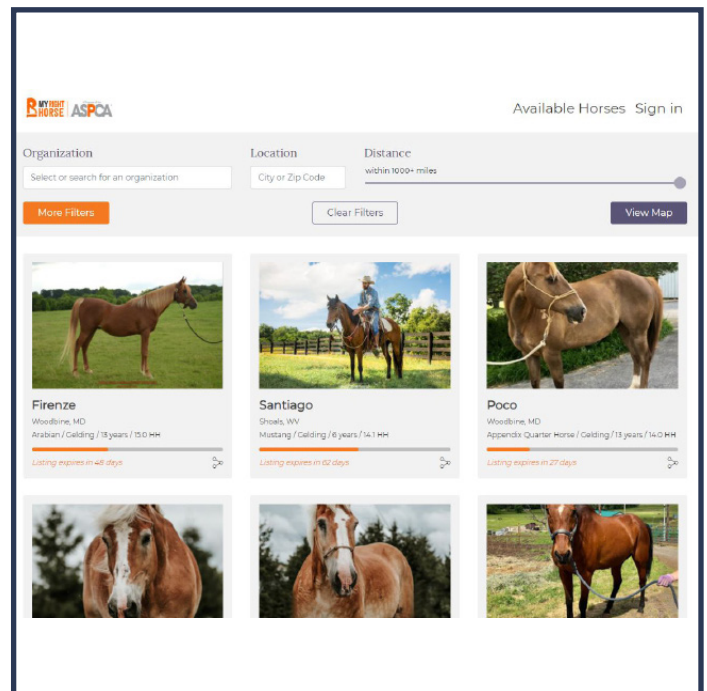 MY RIGHT
HORSE
ASPCA
Available Horses Sign in
Organization
Location
Distance
Select or search for an organization
City or Zip Code
within 1000+ miles
More Filters
Clear Filters
View Map
Firenze
Woodbine, MD
Arabian / Gelding / 13 years / 15.0 HH
Listing expires in 48 days
Santiago
Shoals, WV
Mustang / Gelding / 6 years / 14.1 HH
Listing expires in 62 days
Poco
Woodbine, MD
Appendix Quarter Horse / Gelding / 13 years / 14.0 HH
Listing expires in 27 days